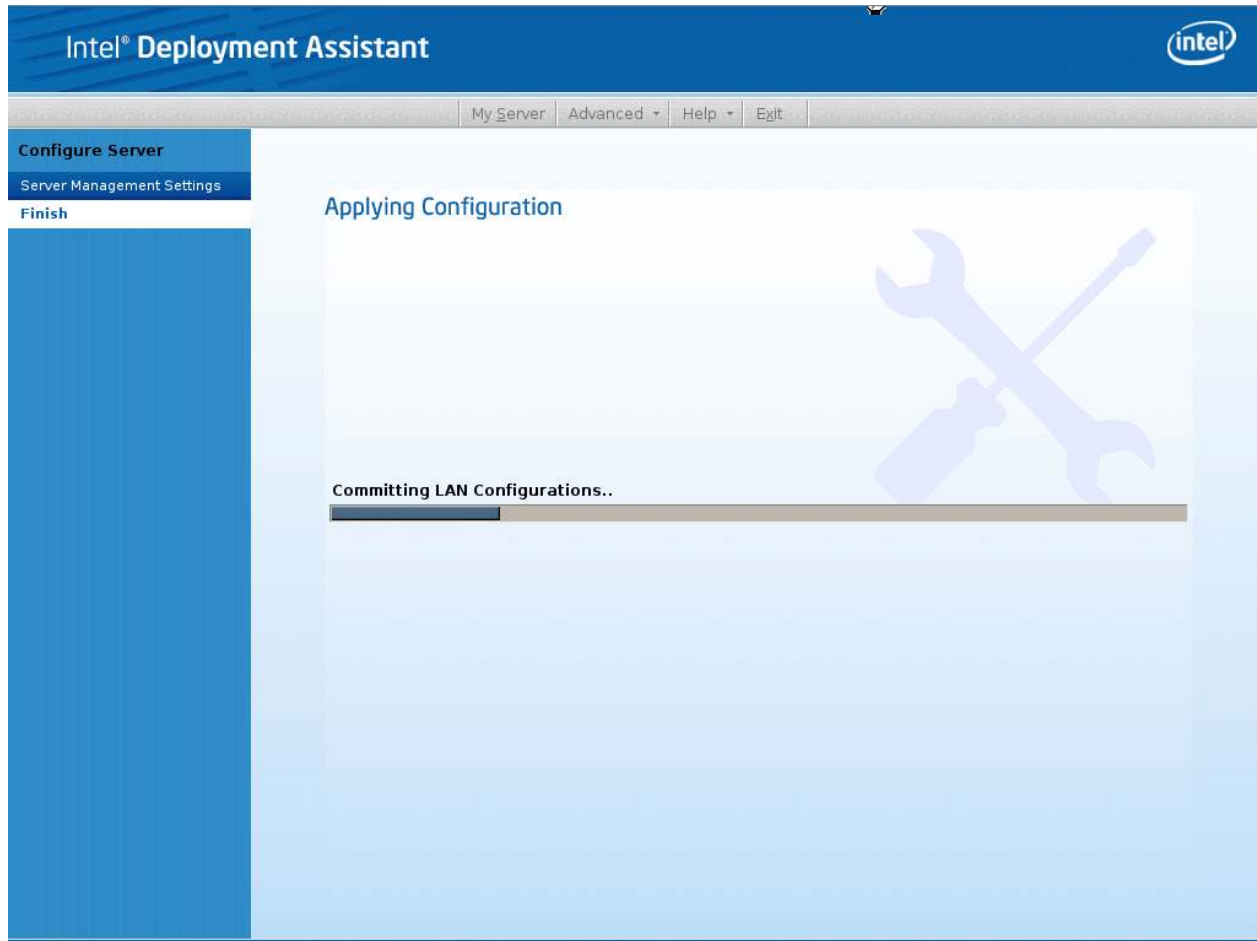 Intel® Deployment Assistant
intel
My Server Advanced Help Exit
Configure Server
Server Management Settings
Finish
Applying Configuration
Committing LAN Configurations..